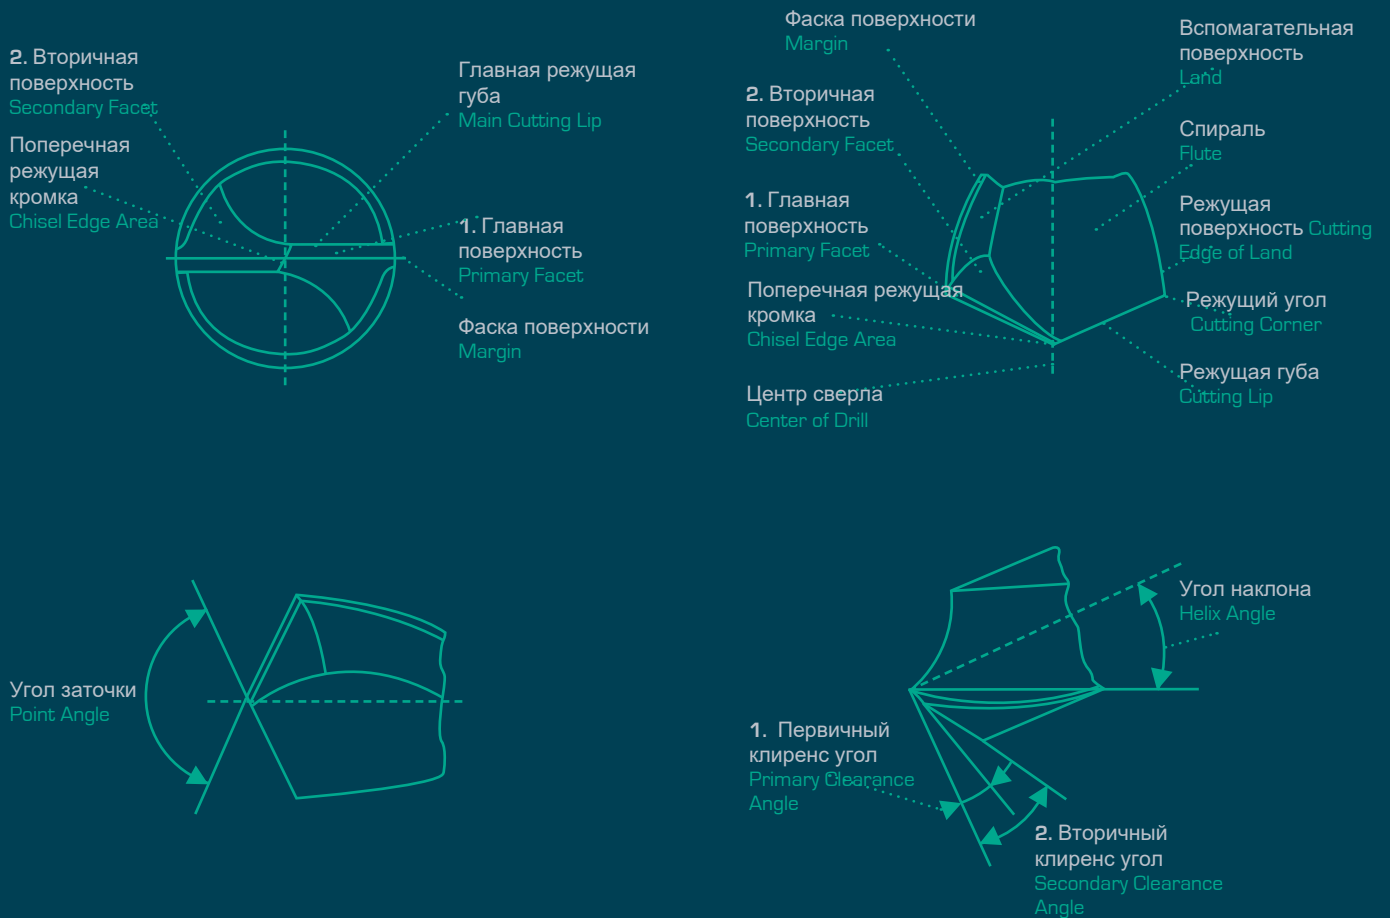 2. Вторичная
поверхность
Secondary Facet
Поперечная
режущая
кромка
Chisel Edge Area
Главная режущая
губа
Main Cutting Lip
1. Главная
поверхность
Primary Facet
Фаска поверхности
Margin
Фаска поверхности
Margin
2. Вторичная
поверхность
Secondary Facet
1. Главная
поверхность
Primary Facet
Поперечная режущая
кромка
Chisel Edge Area
Центр сверла
Center of Drill
Вспомагательная
поверхность
Land
Спираль
Flute
Режущая
поверхность Cutting
Edge of Land
Режущий угол
Cutting Corner
Режущая губа
Cutting Lip
Угол заточки
Point Angle
Угол наклона
Helix Angle
1. Первичный
клиренс угол
Primary Clearance
Angle
2. Вторичный
клиренс угол
Secondary Clearance
Angle